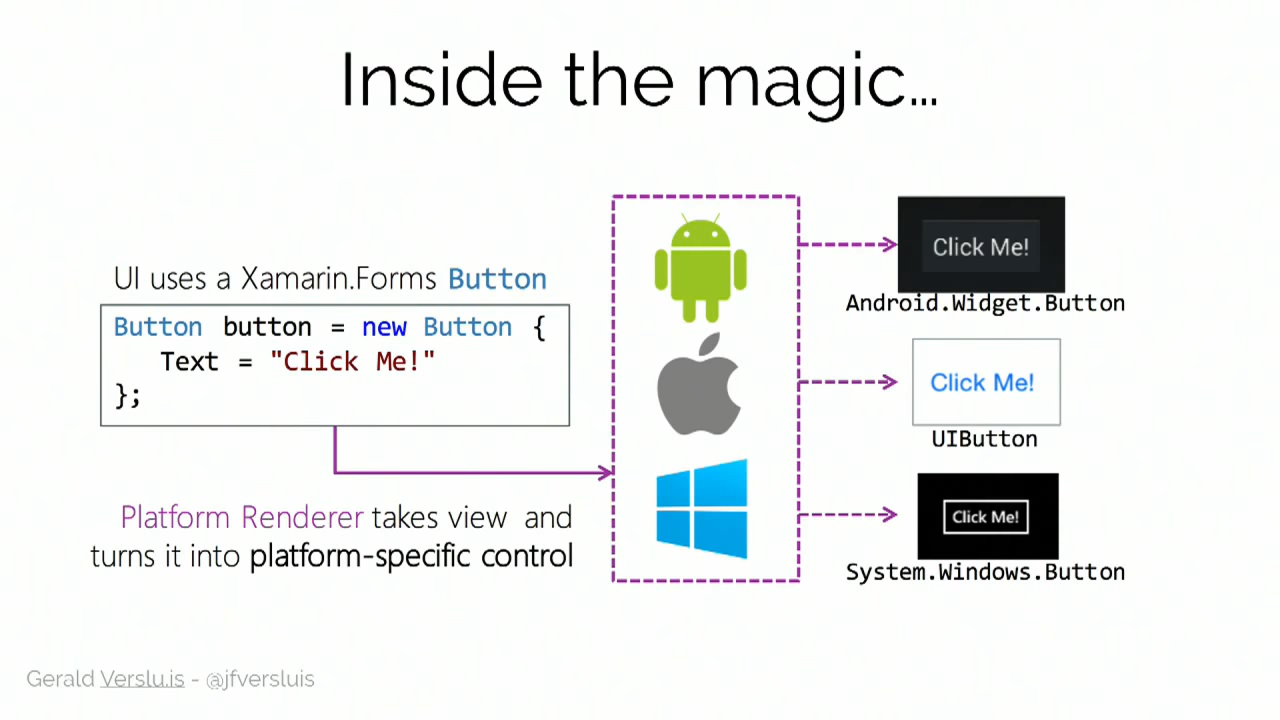 Inside the magic…
UI uses a Xamarin.Forms Button
Button button = new Button {
Text = "Click Me!"
};
Platform Renderer takes view and
turns it into platform-specific control
Click Me!
Android.Widget.Button
Click Me!
UIButton
Click Me!
System.Windows.Button
Gerald Verslu.is - @jfversluis